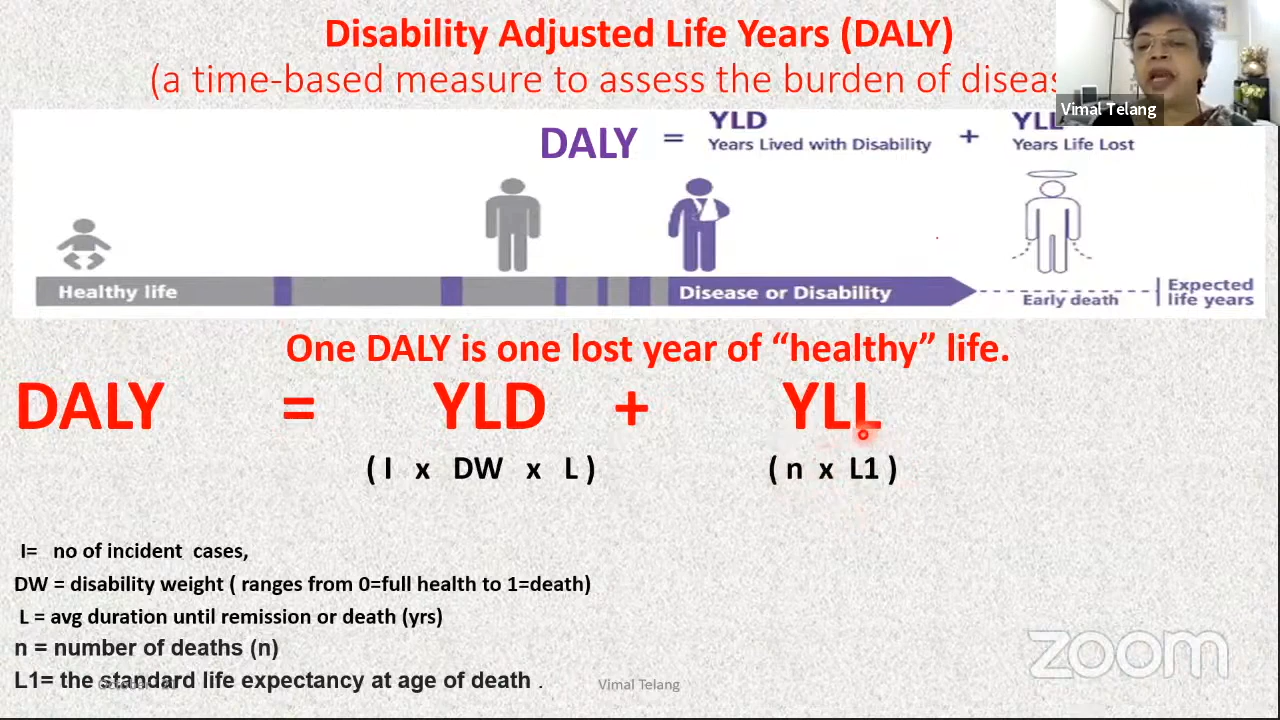 Disability Adjusted Life Years (DALY)
(a time-based measure to assess the burden of diseas
Vimal Telang
DALY = YLD + YLL
Years Lived with Disability Years Life Lost
Healthy life Disease or Disability Early death Expected life years
One DALY is one lost year of “healthy” life.
DALY = YLD + YLL
( I x DW x L ) ( n x L1 )
I= no of incident cases,
DW = disability weight ( ranges from 0=full health to 1=death)
L = avg duration until remission or death (yrs)
n = number of deaths (n)
L1= the standard life expectancy at age of death .
Vimal Telang
zoom